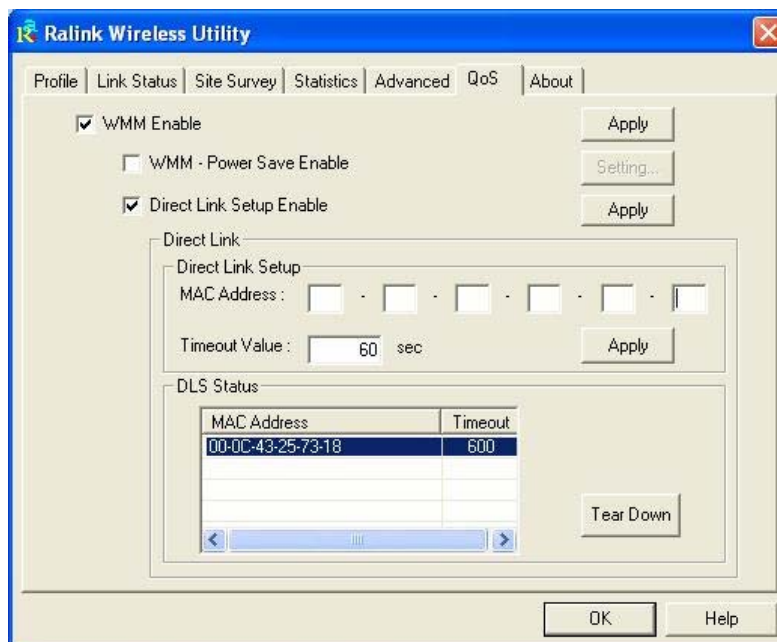 Ralink Wireless Utility
Profile Link Status Site Survey Statistics Advanced QoS About
WMM Enable Apply
WMM - Power Save Enable Setting...
Direct Link Setup Enable Apply
Direct Link
Direct Link Setup
MAC Address : - - - - -
Timeout Value : 60 sec Apply
DLS Status
MAC Address Timeout
00-0C-43-25-73-18 600
Tear Down
OK Help